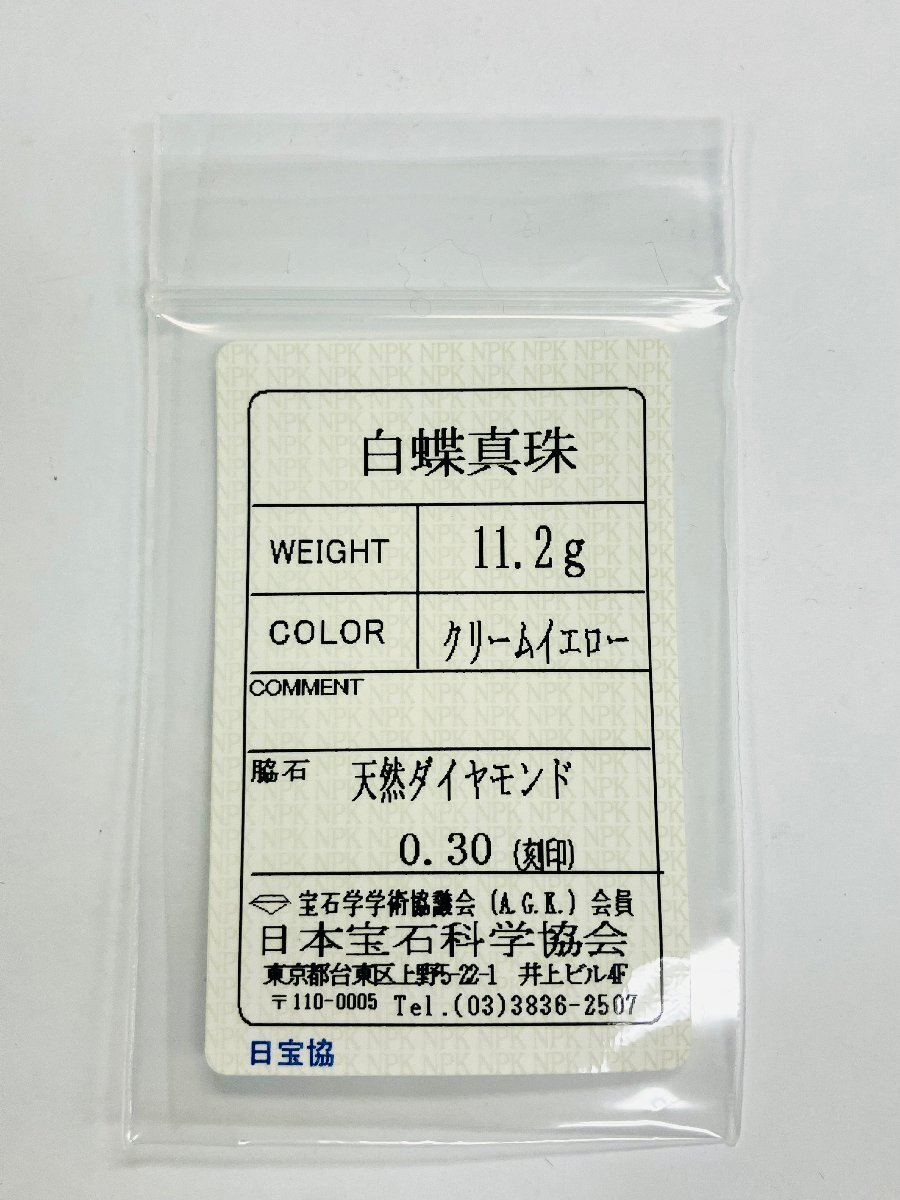 白蝶真珠
WEIGHT 11.2g
COLOR クリームイエロー
COMMENT
脇石 天然ダイヤモンド
0.30 (刻印)
宝石学学術協議会 (A.G.K.) 会員
日本宝石科学協会
東京都台東区上野5-22-1 井上ビル4F
〒110-0005 Tel.(03)3836-2507
日宝協